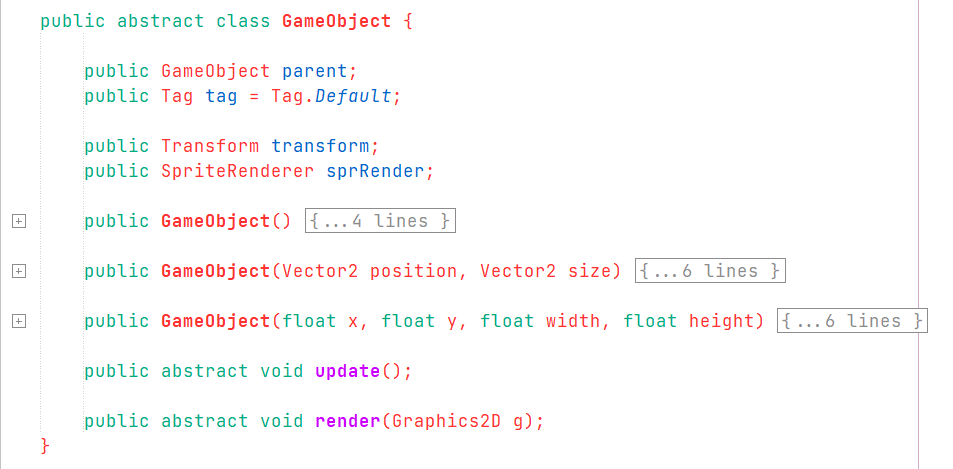 public abstract class GameObject {
public GameObject parent;
public Tag tag = Tag.Default;
public Transform transform;
public SpriteRenderer sprRender;
public GameObject() {...4 lines }
public GameObject(Vector2 position, Vector2 size) {...6 lines }
public GameObject(float x, float y, float width, float height) {...6 lines }
public abstract void update();
public abstract void render(Graphics2D g);
}